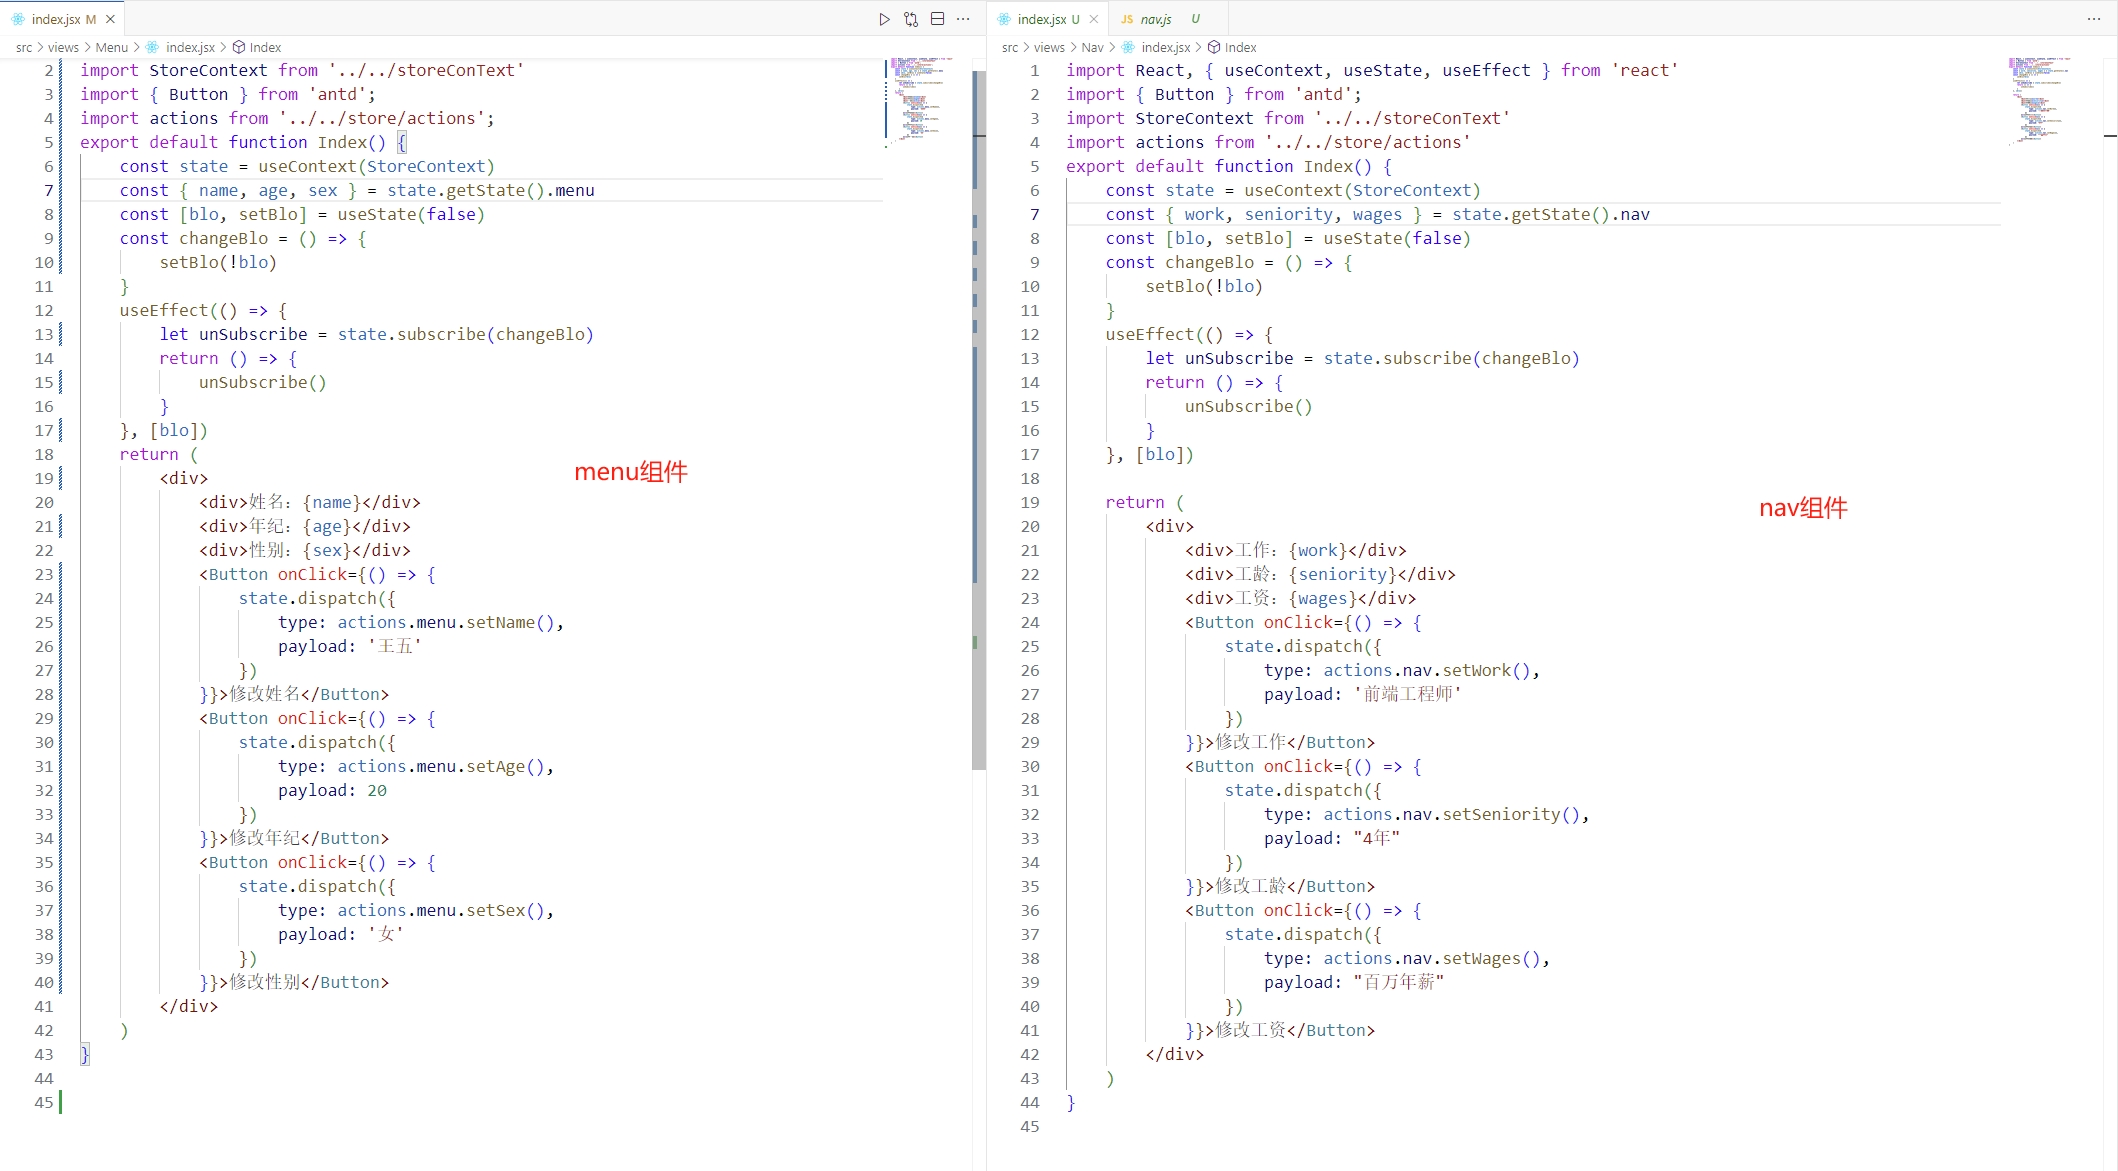 index.jsx M
src > views > Menu > index.jsx > Index
2 import StoreContext from '../../storeConText'
3 import { Button } from 'antd';
4 import actions from '../../store/actions';
5 export default function Index() {
6 const state = useContext(StoreContext)
7 const { name, age, sex } = state.getState().menu
8 const [blo, setBlo] = useState(false)
9 const changeBlo = () => {
10 setBlo(!blo)
11 }
12 useEffect(() => {
13 let unSubscribe = state.subscribe(changeBlo)
14 return () => {
15 unSubscribe()
16 }
17 }, [blo])
18 return (
19 <div>
20 <div>姓名：{name}</div>
21 <div>年纪：{age}</div>
22 <div>性别：{sex}</div>
23 <Button onClick={() => {
24 state.dispatch({
25 type: actions.menu.setName(),
26 payload: '王五'
27 })
28 }}>修改姓名</Button>
29 <Button onClick={() => {
30 state.dispatch({
31 type: actions.menu.setAge(),
32 payload: 20
33 })
34 }}>修改年纪</Button>
35 <Button onClick={() => {
36 state.dispatch({
37 type: actions.menu.setSex(),
38 payload: '女'
39 })
40 }}>修改性别</Button>
41 </div>
42 )
43 }
44
45
menu组件
index.jsx U
JS nav.js U
src > views > Nav > index.jsx > Index
1 import React, { useContext, useState, useEffect } from 'react'
2 import { Button } from 'antd';
3 import StoreContext from '../../storeConText'
4 import actions from '../../store/actions'
5 export default function Index() {
6 const state = useContext(StoreContext)
7 const { work, seniority, wages } = state.getState().nav
8 const [blo, setBlo] = useState(false)
9 const changeBlo = () => {
10 setBlo(!blo)
11 }
12 useEffect(() => {
13 let unSubscribe = state.subscribe(changeBlo)
14 return () => {
15 unSubscribe()
16 }
17 }, [blo])
18
19 return (
20 <div>
21 <div>工作：{work}</div>
22 <div>工龄：{seniority}</div>
23 <div>工资：{wages}</div>
24 <Button onClick={() => {
25 state.dispatch({
26 type: actions.nav.setWork(),
27 payload: '前端工程师'
28 })
29 }}>修改工作</Button>
30 <Button onClick={() => {
31 state.dispatch({
32 type: actions.nav.setSeniority(),
33 payload: "4年"
34 })
35 }}>修改工龄</Button>
36 <Button onClick={() => {
37 state.dispatch({
38 type: actions.nav.setWages(),
39 payload: "百万年薪"
40 })
41 }}>修改工资</Button>
42 </div>
43 )
44 }
45
nav组件